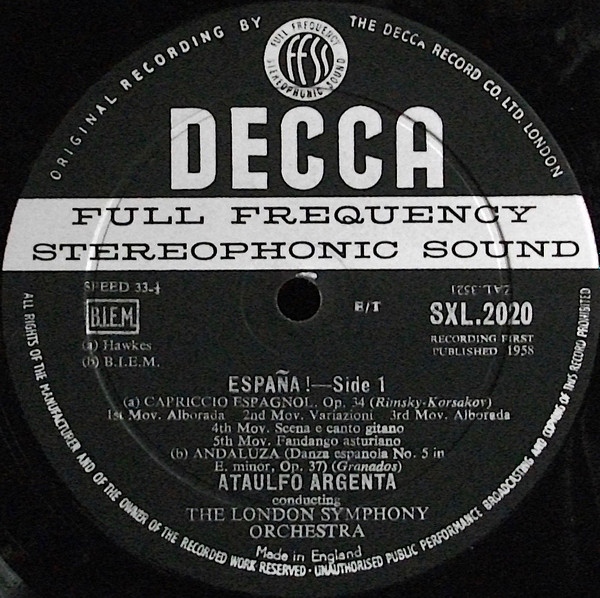 ORIGINAL RECORDING BY
THE DECCA RECORD CO. LTD. LONDON
FULL FREQUENCY
ffss
STEREOPHONIC SOUND
DECCA
FULL FREQUENCY
STEREOPHONIC SOUND
SPEED 33⅓
ZAL.3521
B.I.E.M.
E/T
SXL.2020
(a) Hawkes
(b) B.I.E.M.
RECORDING FIRST
PUBLISHED 1958
ESPAÑA!—Side 1
(a) CAPRICCIO ESPAGNOL, Op. 34 (Rimsky-Korsakov)
1st Mov. Alborada 2nd Mov. Variazioni 3rd Mov. Alborada
4th Mov. Scena e canto gitano
5th Mov. Fandango asturiano
(b) ANDALUZA (Danza espanola No. 5 in
E. minor, Op. 37) (Granados)
ATAULFO ARGENTA
conducting
THE LONDON SYMPHONY
ORCHESTRA
Made in England
ALL RIGHTS OF THE MANUFACTURER AND OF THE OWNER OF THE RECORDED WORK RESERVED · UNAUTHORISED PUBLIC PERFORMANCE BROADCASTING AND COPYING OF THIS RECORD PROHIBITED